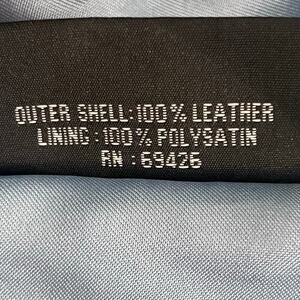 OUTER SHELL:100% LEATHER
LINING :100% POLYSATIN
RN : 69426